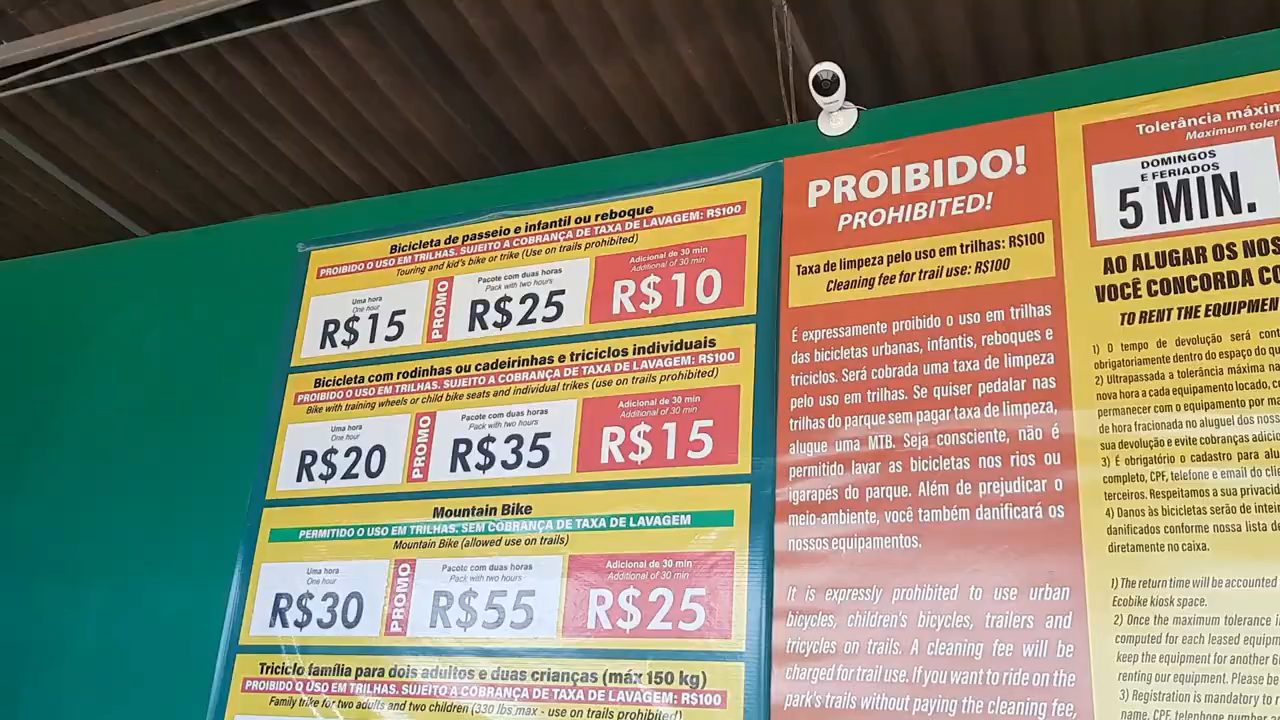 Bicicleta de passeio e infantil ou reboque
PROIBIDO O USO EM TRILHAS. SUJEITO A COBRANÇA DE TAXA DE LAVAGEM: R$100
Touring and kid's bike or trike (Use on trails prohibited)
Uma hora
One hour
R$15
PROMO
Pacote com duas horas
Pack with two hours
R$25
Adicional de 30 min
Additional of 30 min
R$10
Bicicleta com rodinhas ou cadeirinhas e triciclos individuais
PROIBIDO O USO EM TRILHAS. SUJEITO A COBRANÇA DE TAXA DE LAVAGEM: R$100
Bike with training wheels or child bike seats and individual trikes (use on trails prohibited)
Uma hora
One hour
R$20
PROMO
Pacote com duas horas
Pack with two hours
R$35
Adicional de 30 min
Additional of 30 min
R$15
Mountain Bike
PERMITIDO O USO EM TRILHAS. SEM COBRANÇA DE TAXA DE LAVAGEM
Mountain Bike (allowed use on trails)
Uma hora
One hour
R$30
PROMO
Pacote com duas horas
Pack with two hours
R$55
Adicional de 30 min
Additional of 30 min
R$25
Triciclo família para dois adultos e duas crianças (máx 150 kg)
PROIBIDO O USO EM TRILHAS. SUJEITO A COBRANÇA DE TAXA DE LAVAGEM: R$100
Family trike for two adults and two children (330 lbs max - use on trails prohibited)
PROIBIDO!
PROHIBITED!
Taxa de limpeza pelo uso em trilhas: R$100
Cleaning fee for trail use: R$100
É expressamente proibido o uso em trilhas
das bicicletas urbanas, infantis, reboques e
triciclos. Será cobrada uma taxa de limpeza
pelo uso em trilhas. Se quiser pedalar nas
trilhas do parque sem pagar taxa de limpeza,
alugue uma MTB. Seja consciente, não é
permitido lavar as bicicletas nos rios ou
igarapés do parque. Além de prejudicar o
meio-ambiente, você também danificará os
nossos equipamentos.
It is expressly prohibited to use urban
bicycles, children's bicycles, trailers and
tricycles on trails. A cleaning fee will be
charged for trail use. If you want to ride on the
park's trails without paying the cleaning fee,
Tolerância máxi
Maximum toler
DOMINGOS
E FERIADOS
5 MIN.
AO ALUGAR OS NOS
VOCÊ CONCORDA CO
TO RENT THE EQUIPMEN
1) O tempo de devolução será con
obrigatoriamente dentro do espaço do qu
2) Ultrapassada a tolerância máxima na
nova hora a cada equipamento locado, c
permanecer com o equipamento por ma
de hora fracionada no aluguel dos noss
sua devolução e evite cobranças adicio
3) É obrigatório o cadastro para alu
completo, CPF, telefone e email do clie
terceiros. Respeitamos a sua privacid
4) Danos às bicicletas serão de intei
danificados conforme nossa lista d
diretamente no caixa.
1) The return time will be accounted
Ecobike kiosk space.
2) Once the maximum tolerance i
computed for each leased equipm
keep the equipment for another 6
renting our equipment. Please be
3) Registration is mandatory to
name, CPF, telephone number